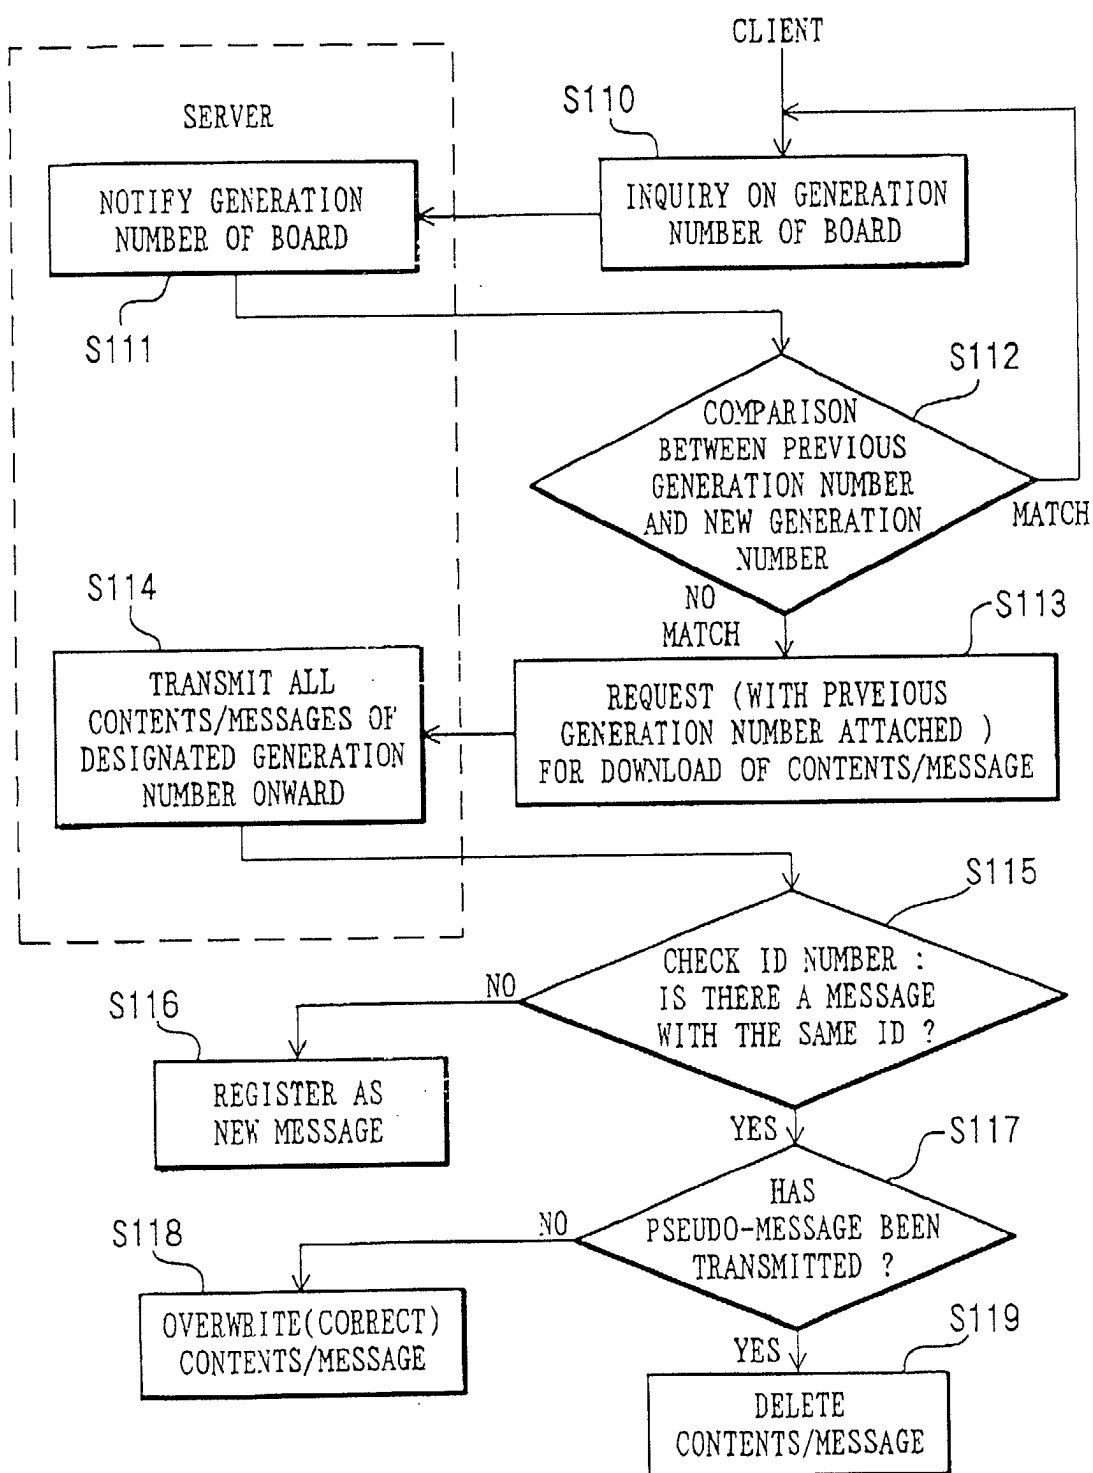 CLIENT
S110
SERVER
NOTIFY GENERATION
NUMBER OF BOARD
INQUIRY ON GENERATION
NUMBER OF BOARD
S111
S112
COMPARISON
BETWEEN PREVIOUS
GENERATION NUMBER
AND NEW GENERATION
NUMBER
MATCH
NO
MATCH
S114
S113
TRANSMIT ALL
CONTENTS/MESSAGES OF
DESIGNATED GENERATION
NUMBER ONWARD
REQUEST (WITH PRVEIOUS
GENERATION NUMBER ATTACHED )
FOR DOWNLOAD OF CONTENTS/MESSAGE
S115
CHECK ID NUMBER :
IS THERE A MESSAGE
WITH THE SAME ID ?
NO
S116
REGISTER AS
NEW MESSAGE
YES
S117
HAS
PSEUDO-MESSAGE BEEN
TRANSMITTED ?
NO
S118
OVERWRITE(CORRECT)
CONTENTS/MESSAGE
YES
S119
DELETE
CONTENTS/MESSAGE